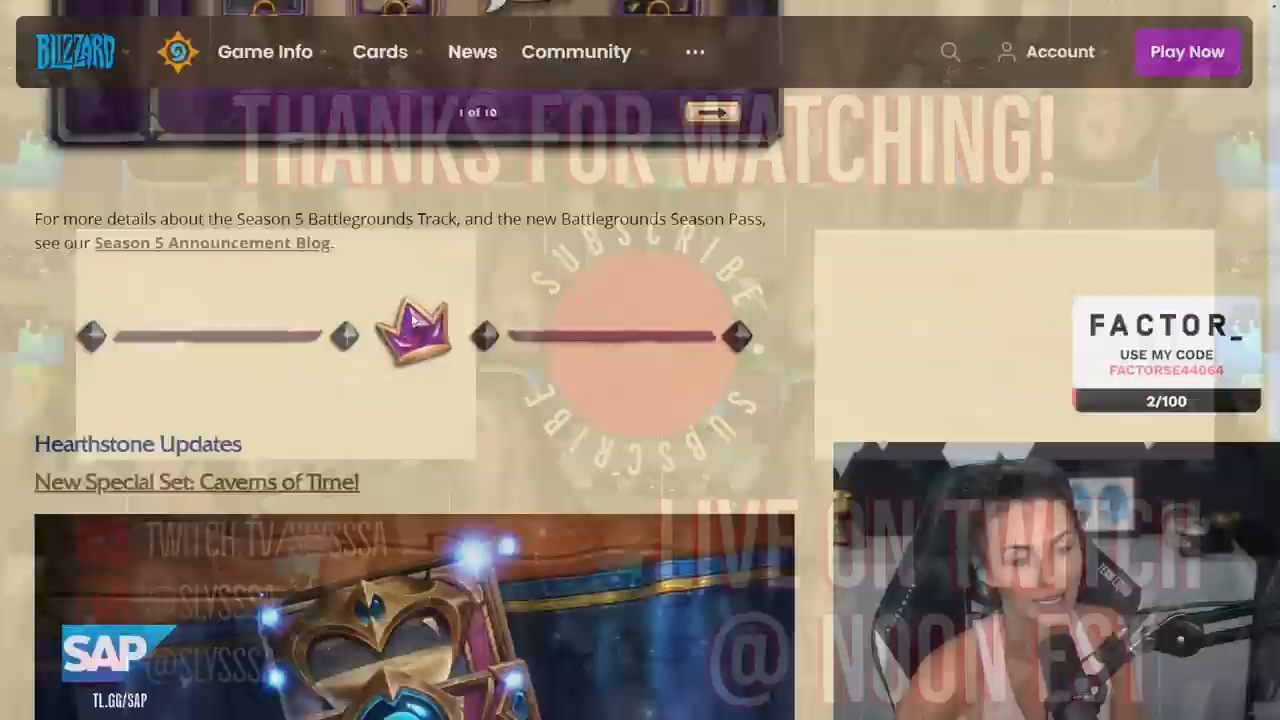 BLIZZARD
Game Info
Cards
News
Community
Account
Play Now
1 of 10
THANKS FOR WATCHING!
For more details about the Season 5 Battlegrounds Track, and the new Battlegrounds Season Pass,
see our Season 5 Announcement Blog.
SUBSCRIBE • SUBSCRIBE
FACTOR_
USE MY CODE
FACTORSE44064
2/100
Hearthstone Updates
New Special Set: Caverns of Time!
LIVE ON TWITCH
@ NOON EST
@SLYSSSA
SAP
@SLYSSSA
TL.GG/SAP